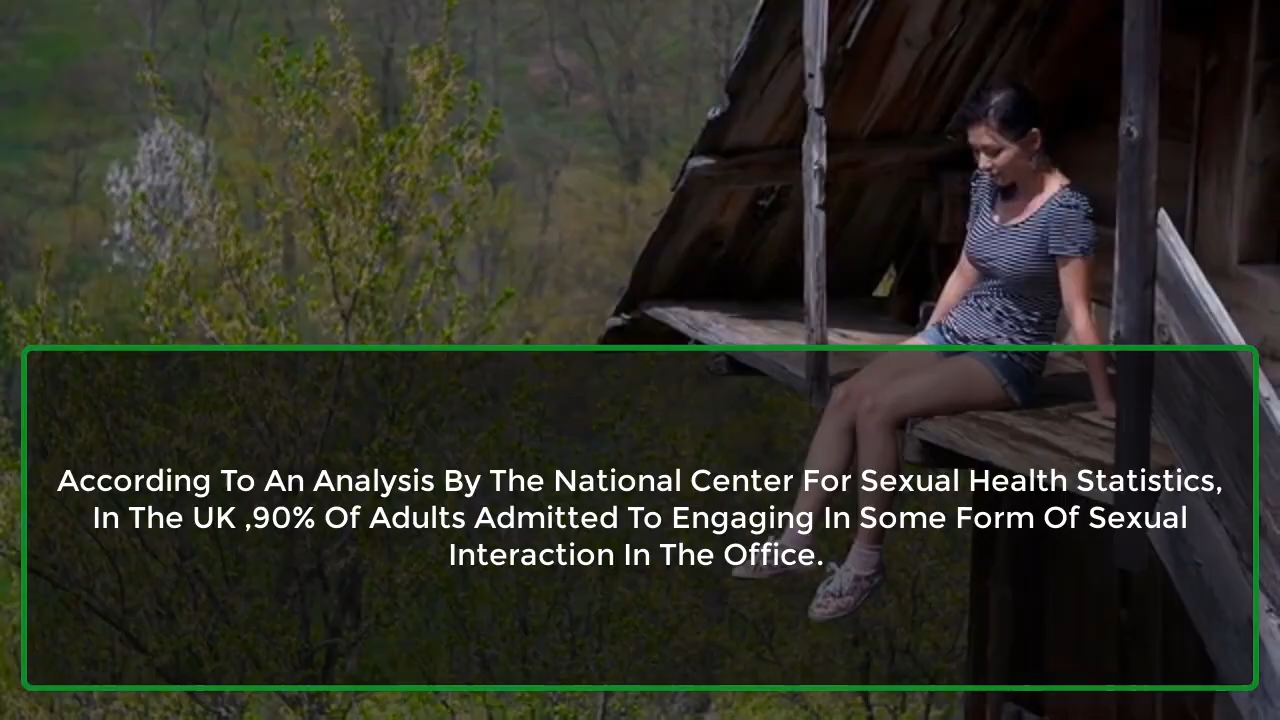 According To An Analysis By The National Center For Sexual Health Statistics,
In The UK ,90% Of Adults Admitted To Engaging In Some Form Of Sexual
Interaction In The Office.